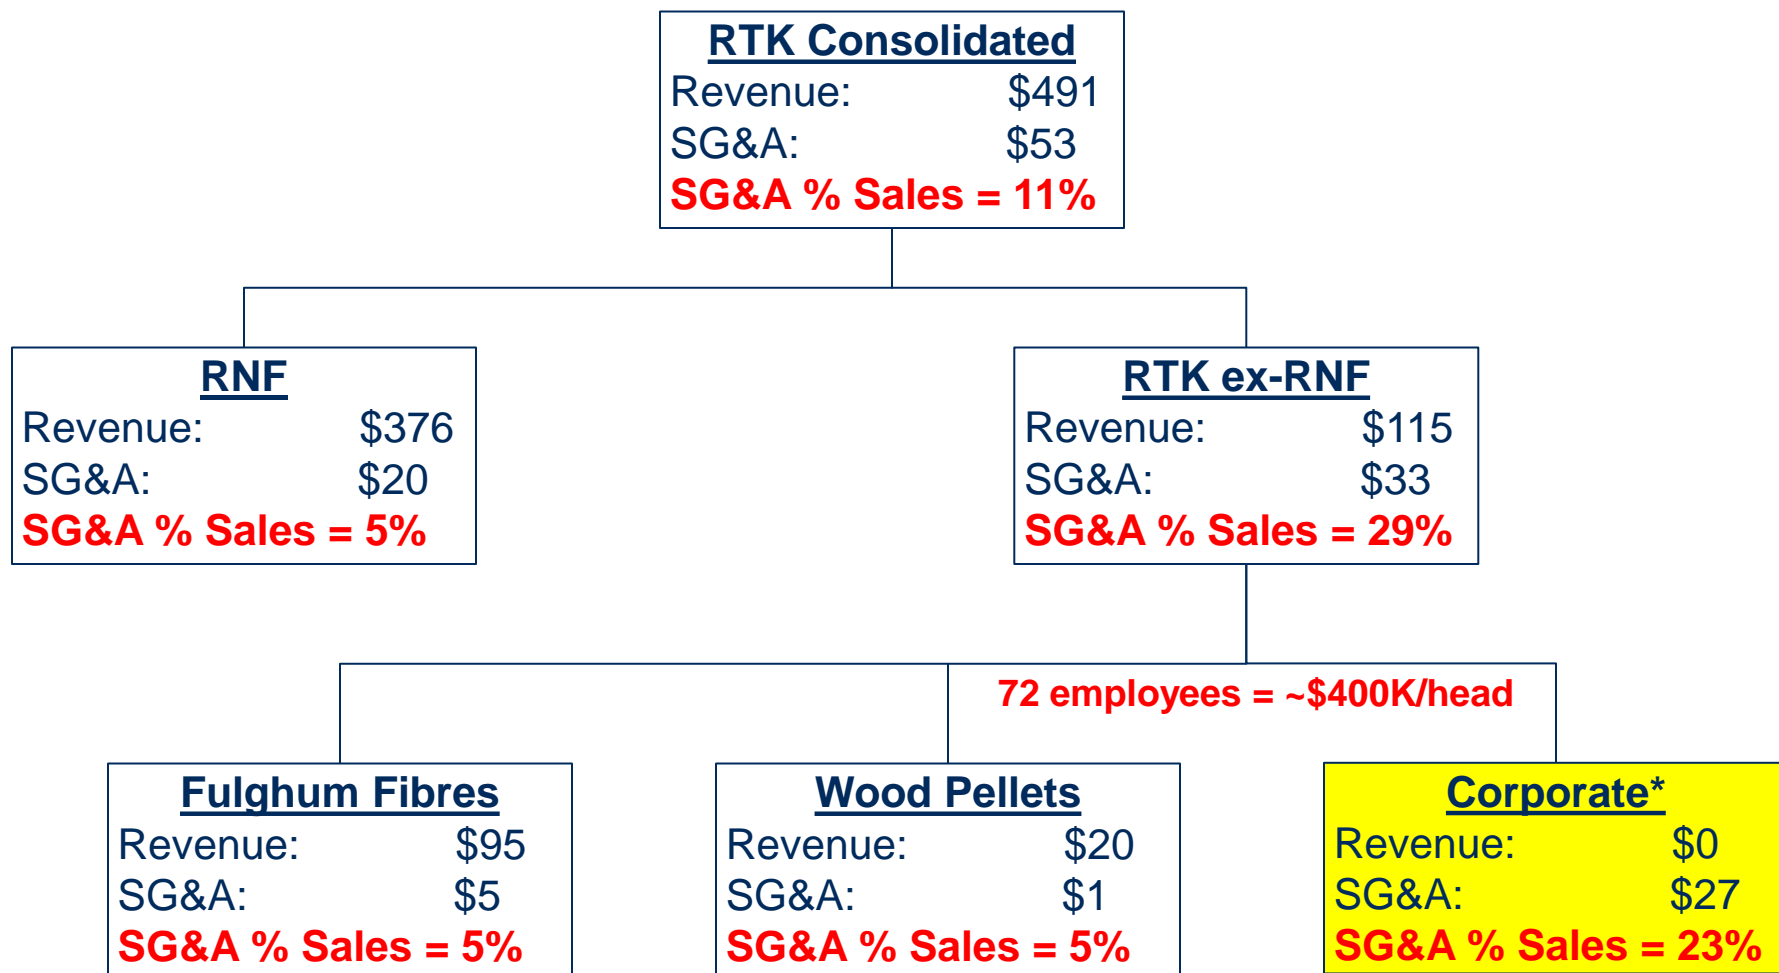 RTK Consolidated
Revenue: $491
SG&A: $53
SG&A % Sales = 11%
RNF
Revenue: $376
SG&A: $20
SG&A % Sales = 5%
RTK ex-RNF
Revenue: $115
SG&A: $33
SG&A % Sales = 29%
72 employees = ~$400K/head
Fulghum Fibres
Revenue: $95
SG&A: $5
SG&A % Sales = 5%
Wood Pellets
Revenue: $20
SG&A: $1
SG&A % Sales = 5%
Corporate*
Revenue: $0
SG&A: $27
SG&A % Sales = 23%